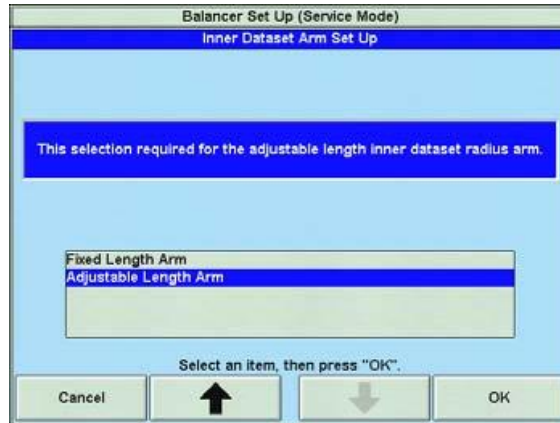 Balancer Set Up (Service Mode)
Inner Dataset Arm Set Up
This selection required for the adjustable length inner dataset radius arm.
Fixed Length Arm
Adjustable Length Arm
Select an item, then press "OK".
Cancel
OK